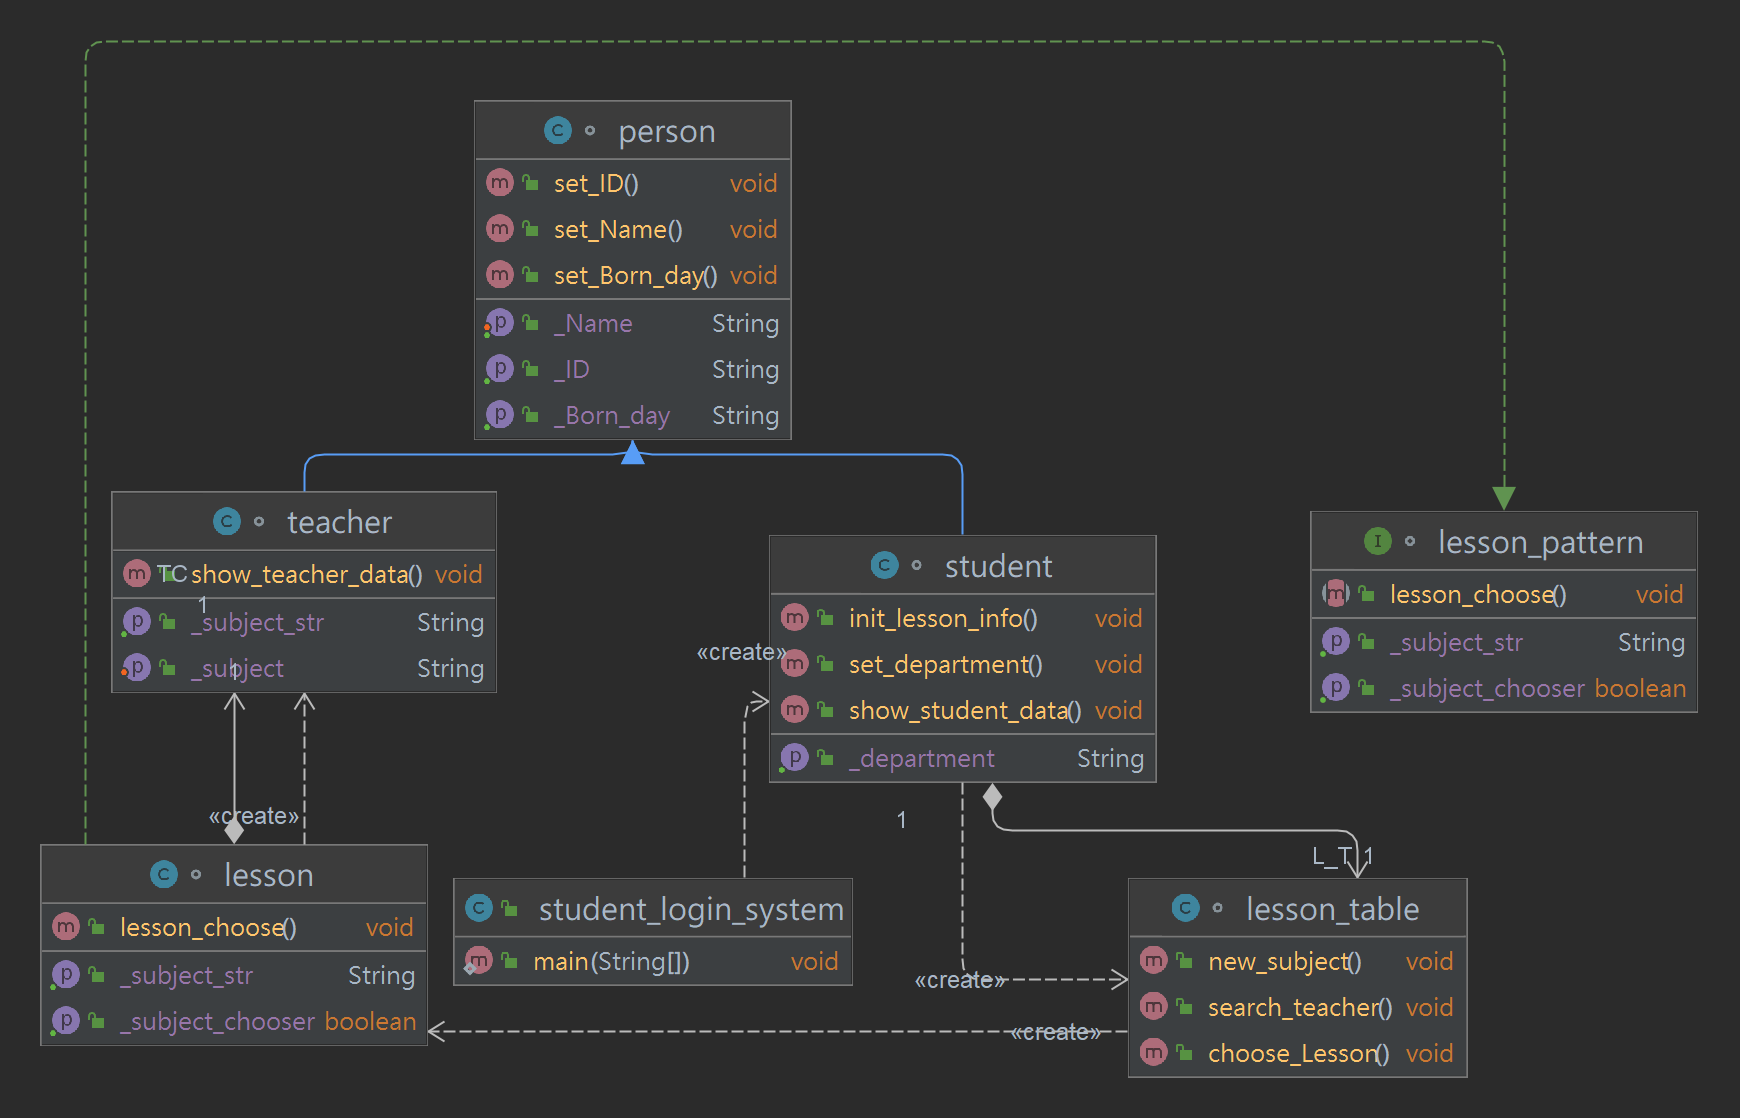 C person
m set_ID() void
m set_Name() void
m set_Born_day() void
p _Name String
p _ID String
p _Born_day String
C teacher
m TC show_teacher_data() void
1
p _subject_str String
p _subject String
1
C student
m init_lesson_info() void
«create»
m set_department() void
m show_student_data() void
p _department String
I lesson_pattern
m lesson_choose() void
p _subject_str String
p _subject_chooser boolean
«create»
1
L_T 1
C lesson
m lesson_choose() void
p _subject_str String
p _subject_chooser boolean
C student_login_system
m main(String[]) void
C lesson_table
m new_subject() void
m search_teacher() void
m choose_Lesson() void
«create»
«create»